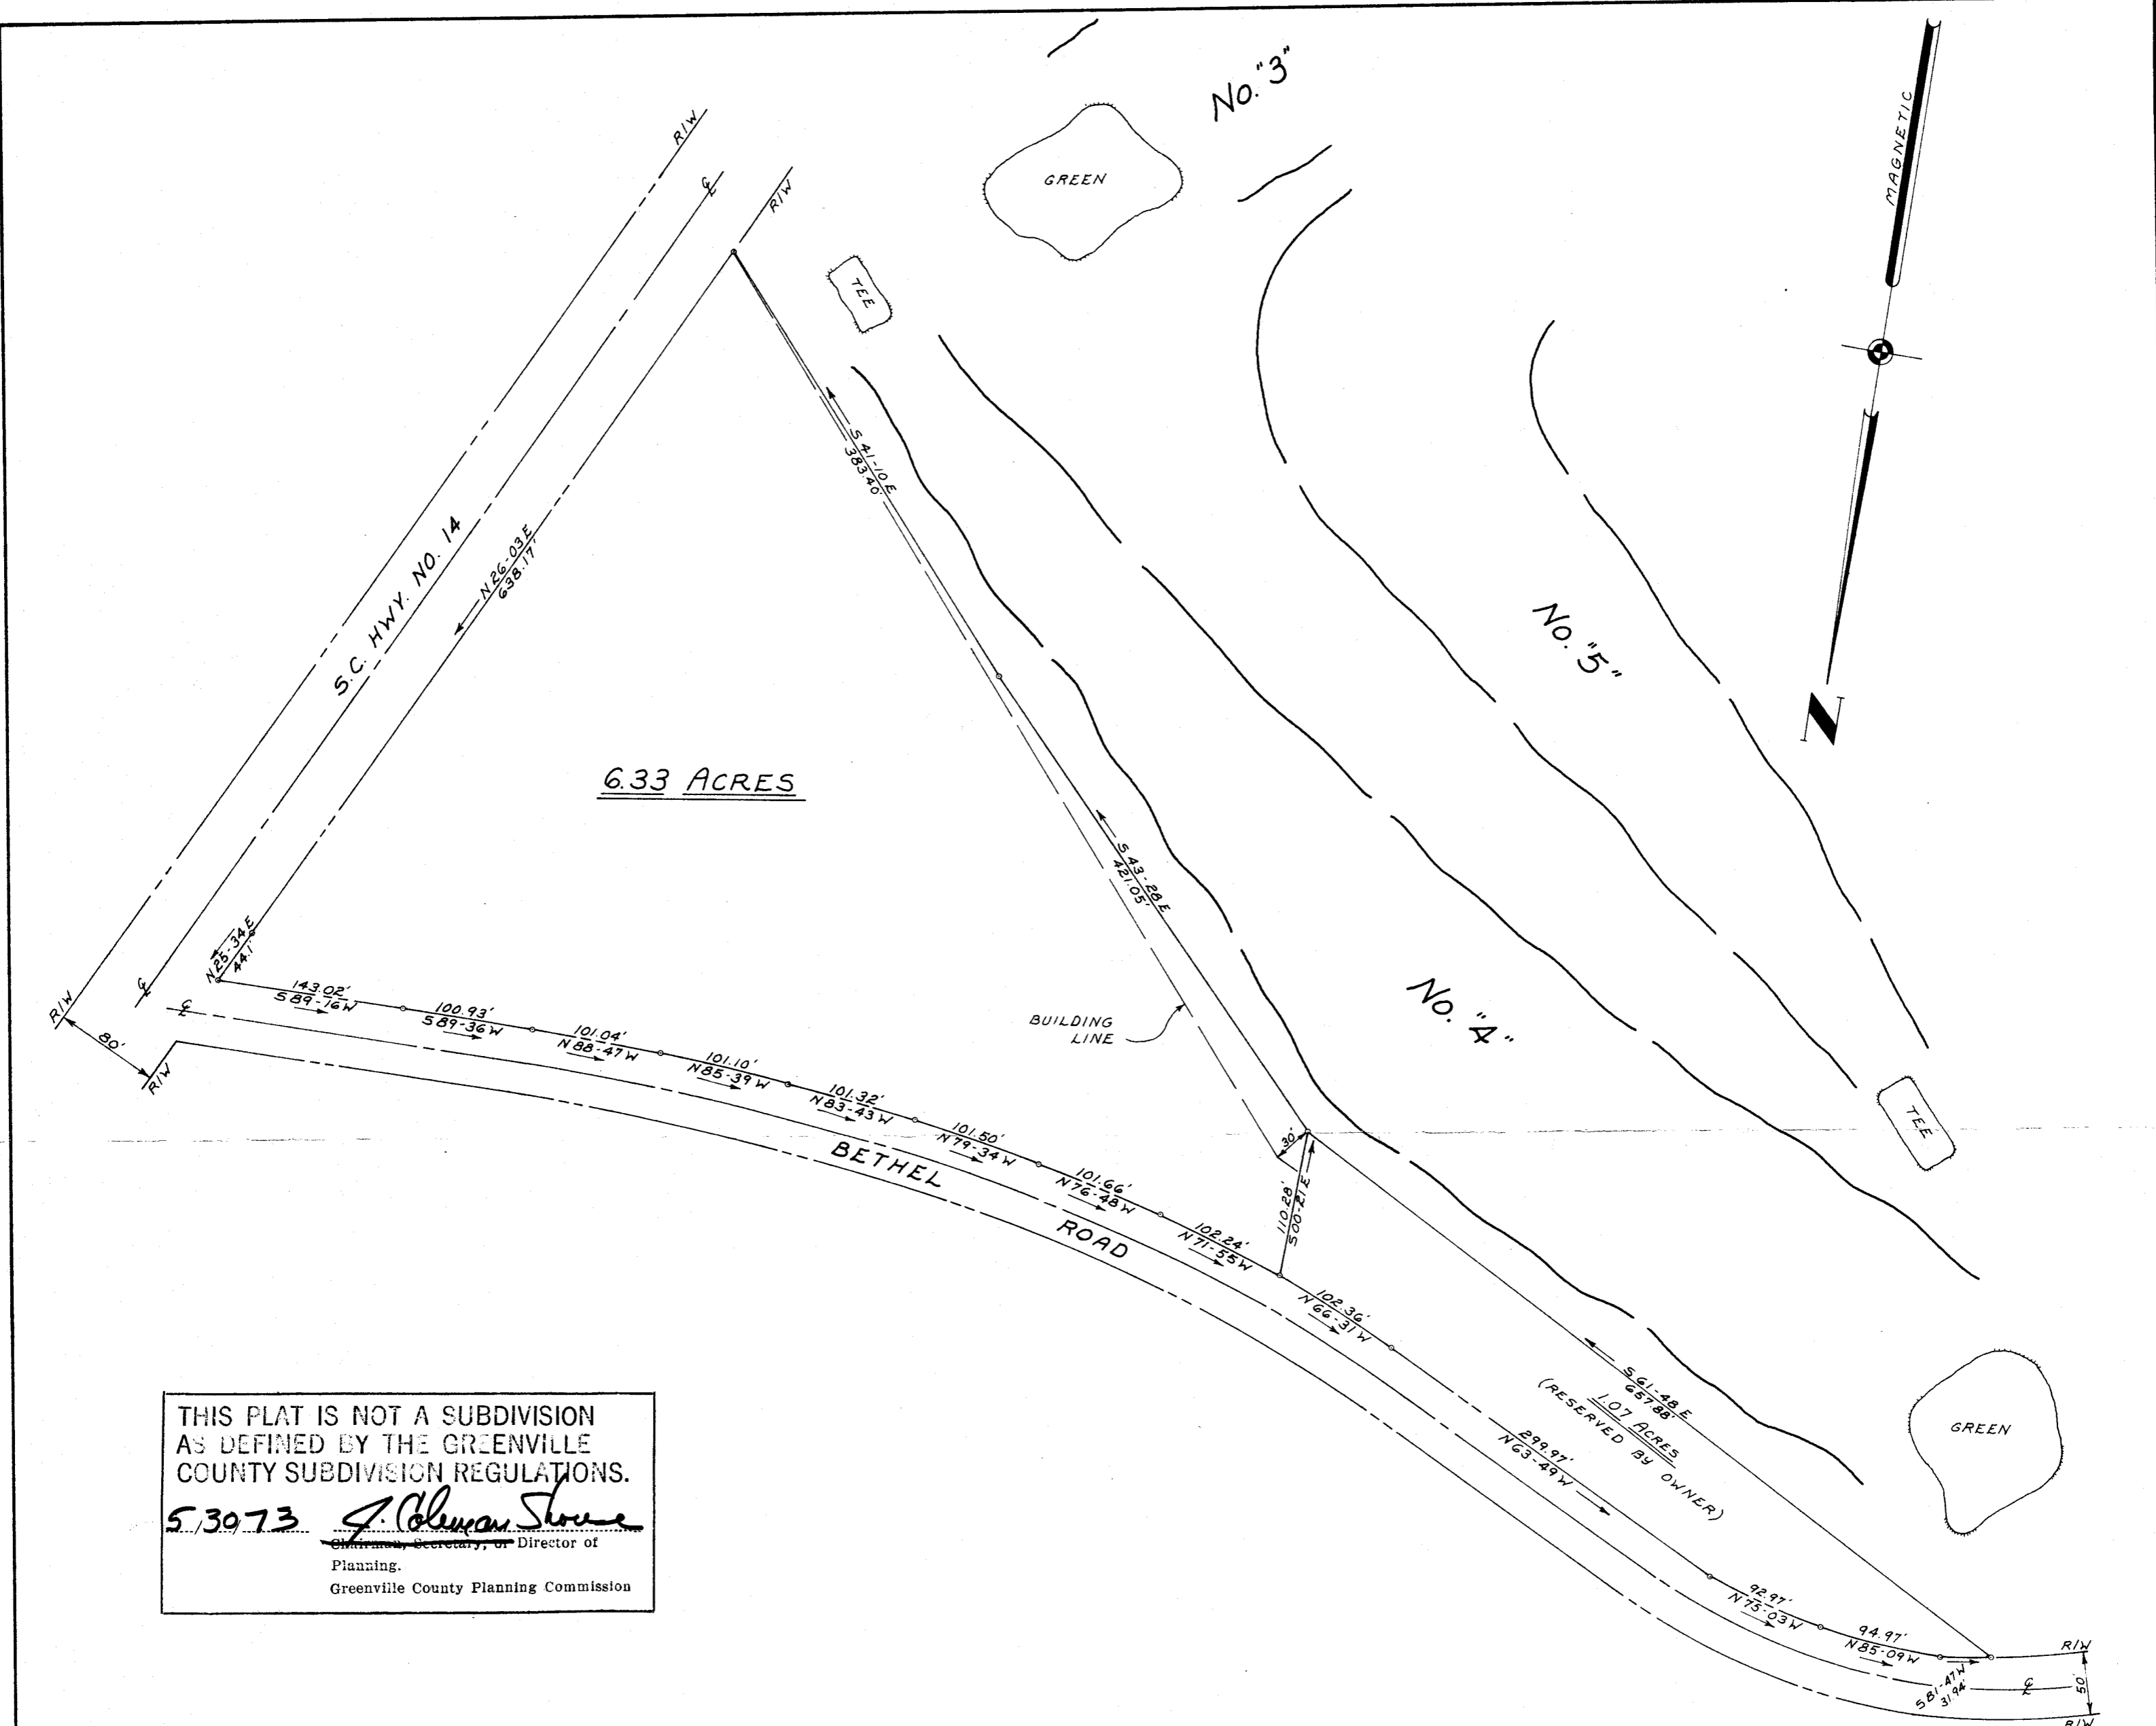 No. "3"
GREEN
MAGNETIC
N
R/W
℄
R/W
TEE
S 41-10 E
383.40'
S.C. HWY. NO. 14
N 26-03 E
638.17'
No. "5"
6.33 ACRES
S 43-28 E
421.05'
N 25-34 E
44.1'
℄
R/W
80'
R/W
℄
143.02'
S 89-16 W
100.93'
S 89-36 W
101.04'
N 88-47 W
101.10'
N 85-39 W
101.32'
N 83-43 W
101.50'
N 79-34 W
101.66'
N 76-48 W
102.24'
N 71-55 W
BUILDING
LINE
No. "4"
TEE
30'
110.28'
S 00-21 E
BETHEL
ROAD
102.36'
N 66-31 W
S 61-48 E
657.88'
1.07 ACRES
(RESERVED BY OWNER)
299.97'
N 63-49 W
GREEN
92.97'
N 75-03 W
94.97'
N 85-09 W
S 81-47 W
31.94'
R/W
℄
50'
R/W
THIS PLAT IS NOT A SUBDIVISION
AS DEFINED BY THE GREENVILLE
COUNTY SUBDIVISION REGULATIONS.
5,30,73 J. Coleman Shouse
Chairman, Secretary, or Director of
Planning.
Greenville County Planning Commission